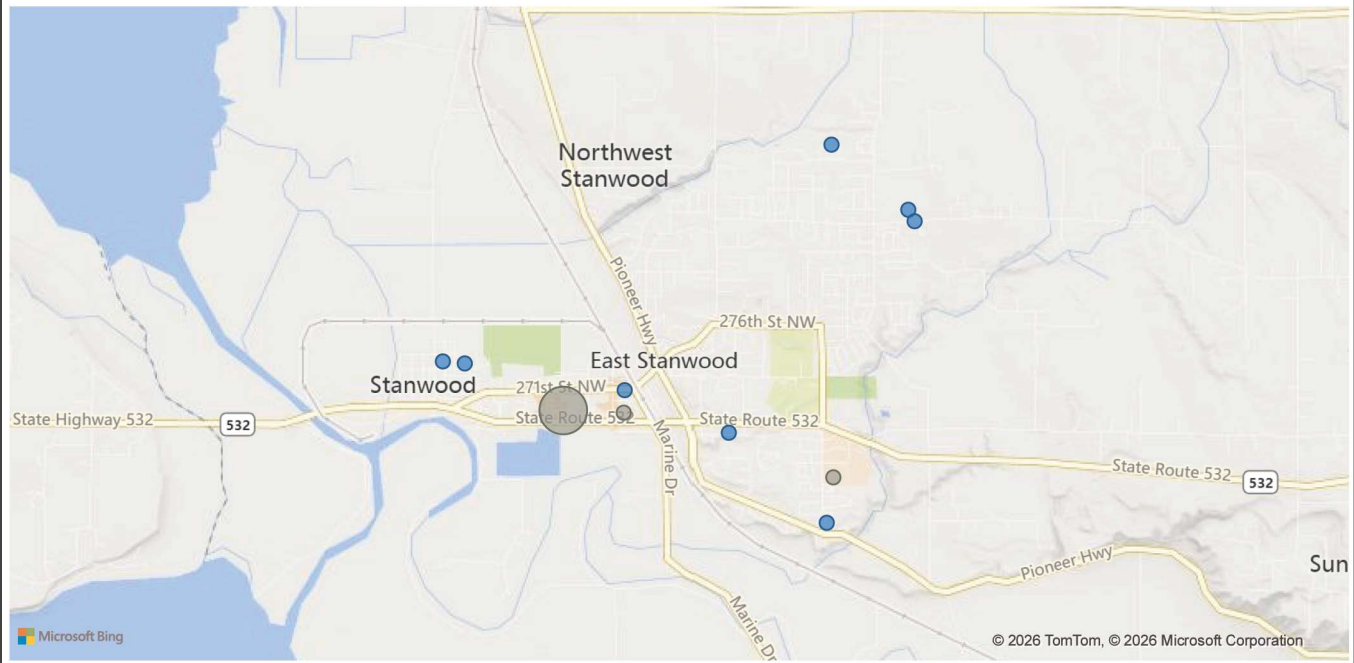 Northwest
Stanwood
Pioneer Hwy
276th St NW
East Stanwood
Stanwood
271st St NW
State Highway 532
532
State Route 532
State Route 532
Marine Dr
State Route 532
532
Pioneer Hwy
Sun
Marine Dr
Microsoft Bing
© 2026 TomTom, © 2026 Microsoft Corporation